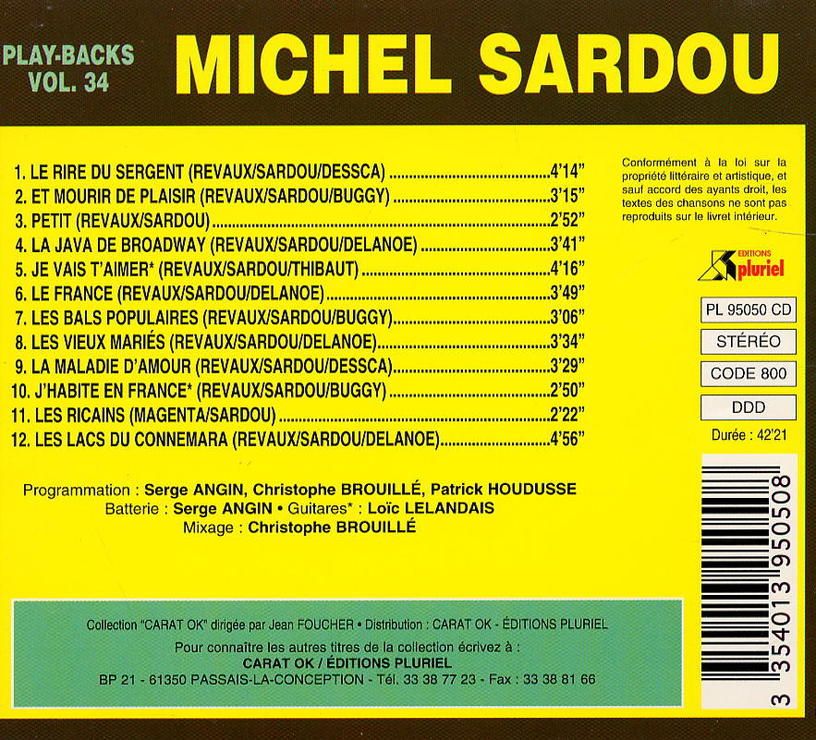 PLAY-BACKS
VOL. 34
MICHEL SARDOU
1. LE RIRE DU SERGENT (REVAUX/SARDOU/DESSCA) ........ 4'14"
2. ET MOURIR DE PLAISIR (REVAUX/SARDOU/BUGGY) ........ 3'15"
3. PETIT (REVAUX/SARDOU) ........ 2'52"
4. LA JAVA DE BROADWAY (REVAUX/SARDOU/DELANOE) ........ 3'41"
5. JE VAIS T'AIMER* (REVAUX/SARDOU/THIBAUT) ........ 4'16"
6. LE FRANCE (REVAUX/SARDOU/DELANOE) ........ 3'49"
7. LES BALS POPULAIRES (REVAUX/SARDOU/BUGGY) ........ 3'06"
8. LES VIEUX MARIÉS (REVAUX/SARDOU/DELANOE) ........ 3'34"
9. LA MALADIE D'AMOUR (REVAUX/SARDOU/DESSCA) ........ 3'29"
10. J'HABITE EN FRANCE* (REVAUX/SARDOU/BUGGY) ........ 2'50"
11. LES RICAINS (MAGENTA/SARDOU) ........ 2'22"
12. LES LACS DU CONNEMARA (REVAUX/SARDOU/DELANOE) ........ 4'56"
Programmation : Serge ANGIN, Christophe BROUILLÉ, Patrick HOUDUSSE
Batterie : Serge ANGIN • Guitares* : Loïc LELANDAIS
Mixage : Christophe BROUILLÉ
Conformément à la loi sur la
propriété littéraire et artistique, et
sauf accord des ayants droit, les
textes des chansons ne sont pas
reproduits sur le livret intérieur.
EDITIONS
pluriel
PL 95050 CD
STÉRÉO
CODE 800
DDD
Durée : 42'21
3 354013 950508
Collection "CARAT OK" dirigée par Jean FOUCHER • Distribution : CARAT OK - ÉDITIONS PLURIEL
Pour connaître les autres titres de la collection écrivez à :
CARAT OK / ÉDITIONS PLURIEL
BP 21 - 61350 PASSAIS-LA-CONCEPTION - Tél. 33 38 77 23 - Fax : 33 38 81 66